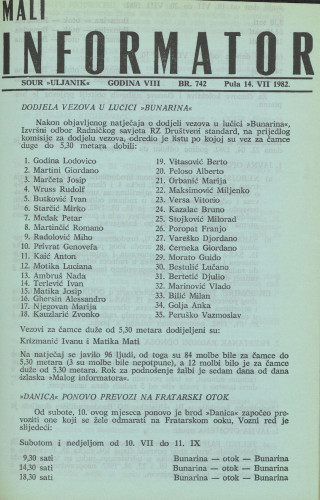 MALI
INFORMATOR
SOUR »ULJANIK« GODINA VIII BR. 742 Pula 14. VII 1982.
DODJELA VEZOVA U LUČICI »BUNARINA«
Nakon objavljenog natječaja o dodjeli vezova u lučici »Bunarina«,
Izvršni odbor Radničkog savjeta RZ Društveni standard, na prijedlog
komisije za dodjelu vezova, odredio je listu po kojoj su vez za čamce
duge do 5,30 metara dobili:
1. Godina Lodovico
2. Martini Giordano
3. Marčeta Josip
4. Wruss Rudolf
5. Butković Ivan
6. Starčić Mirko
7. Medak Petar
8. Martinčić Romano
9. Radolović Miho
10. Privrat Genovefa
11. Kaić Anton
12. Motika Luciana
13. Ambruš Nada
14. Terlević Ivan
15. Matika Josip
16. Ghersin Alessandro
17. Njegovan Marija
18. Kauzlarić Zvonko
19. Vitasović Berto
20. Peloso Alberto
21. Orbanić Marija
22. Maksimović Miljenko
23. Versa Vitorio
24. Kazalac Bruno
25. Stojković Milorad
26. Poropat Franjo
27. Vareško Djordano
28. Černeka Giordano
29. Morato Guido
30. Bestulić Lučano
31. Bertetić Djulio
32. Marinović Vlado
33. Bilić Milan
34. Golja Anka
35. Peruško Vazmoslav
Vezovi za čamce duže od 5,30 metara dodijeljeni su:
Krizmanić Ivanu i Matika Mati
Na natječaj se javilo 96 ljudi, od toga su 84 molbe bile za čamce do
5,30 metara (3 su molbe bile nepotpune), a 12 molbi bilo je za čamce
duže od 5,30 metara. Rok za podnošenje žalbi je sedam dana od dana
izlaska »Malog informatora«.
»DANICA« PONOVO PREVOZI NA FRATARSKI OTOK
Od subote, 10. ovog mjeseca ponovo je brod »Danica« započeo pre-
voziti one koji se žele odmarati na Fratarskom otoku. Vozni red je
slijedeći:
Subotom i nedjeljom od 10. VII do 11. IX
9,30 sati Bunarina — otok — Bunarina
14,30 sati Bunarina — otok — Bunarina
18,30 sati Bunarina — otok — Bunarina